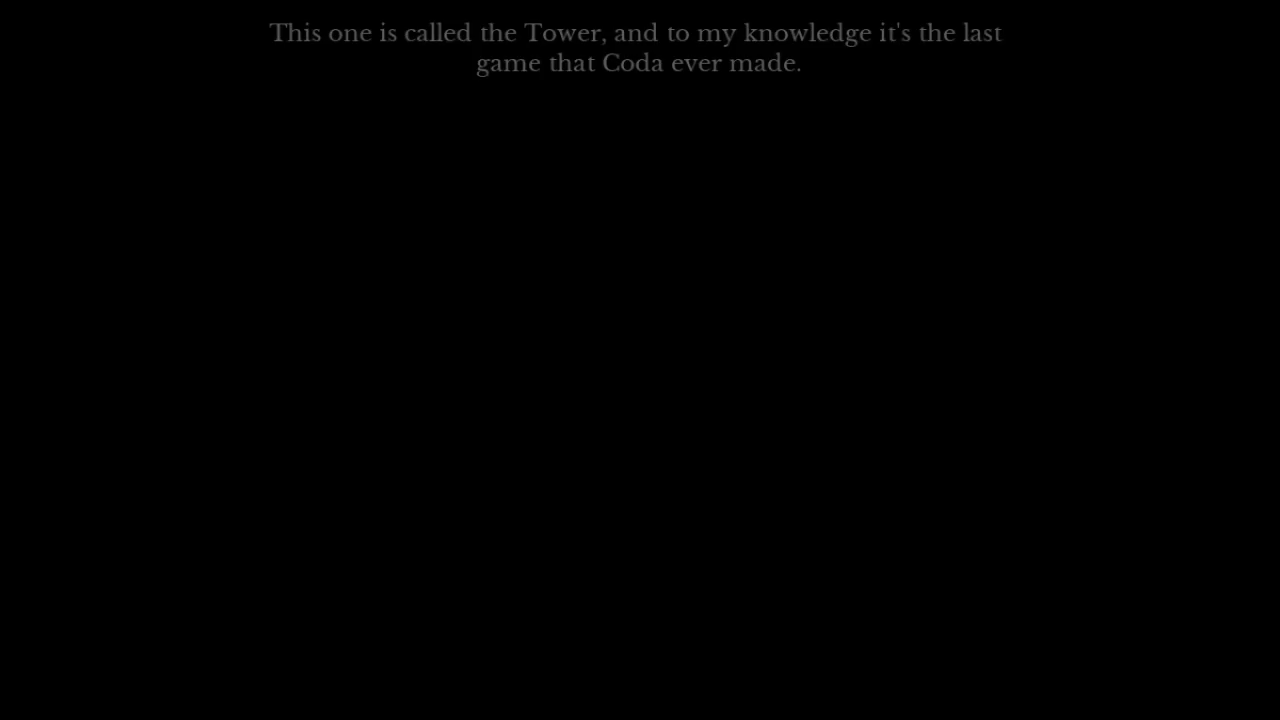 This one is called the Tower, and to my knowledge it's the last
game that Coda ever made.